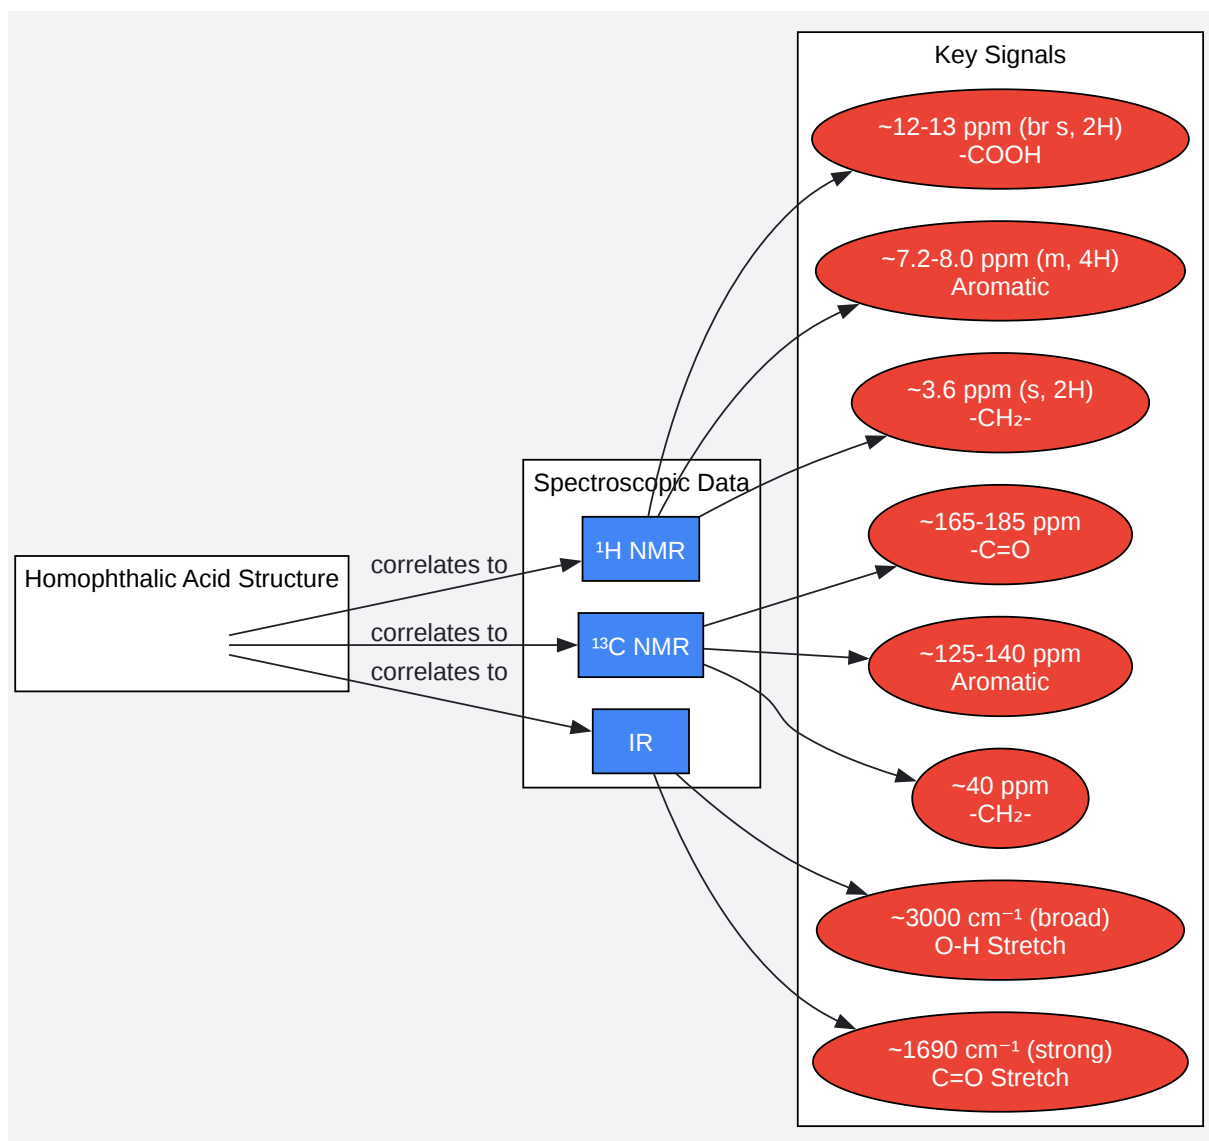 Homophthalic Acid Structure
correlates to
correlates to
correlates to
Spectroscopic Data
¹H NMR
¹³C NMR
IR
Key Signals
~12-13 ppm (br s, 2H)
-COOH
~7.2-8.0 ppm (m, 4H)
Aromatic
~3.6 ppm (s, 2H)
-CH₂-
~165-185 ppm
-C=O
~125-140 ppm
Aromatic
~40 ppm
-CH₂-
~3000 cm⁻¹ (broad)
O-H Stretch
~1690 cm⁻¹ (strong)
C=O Stretch